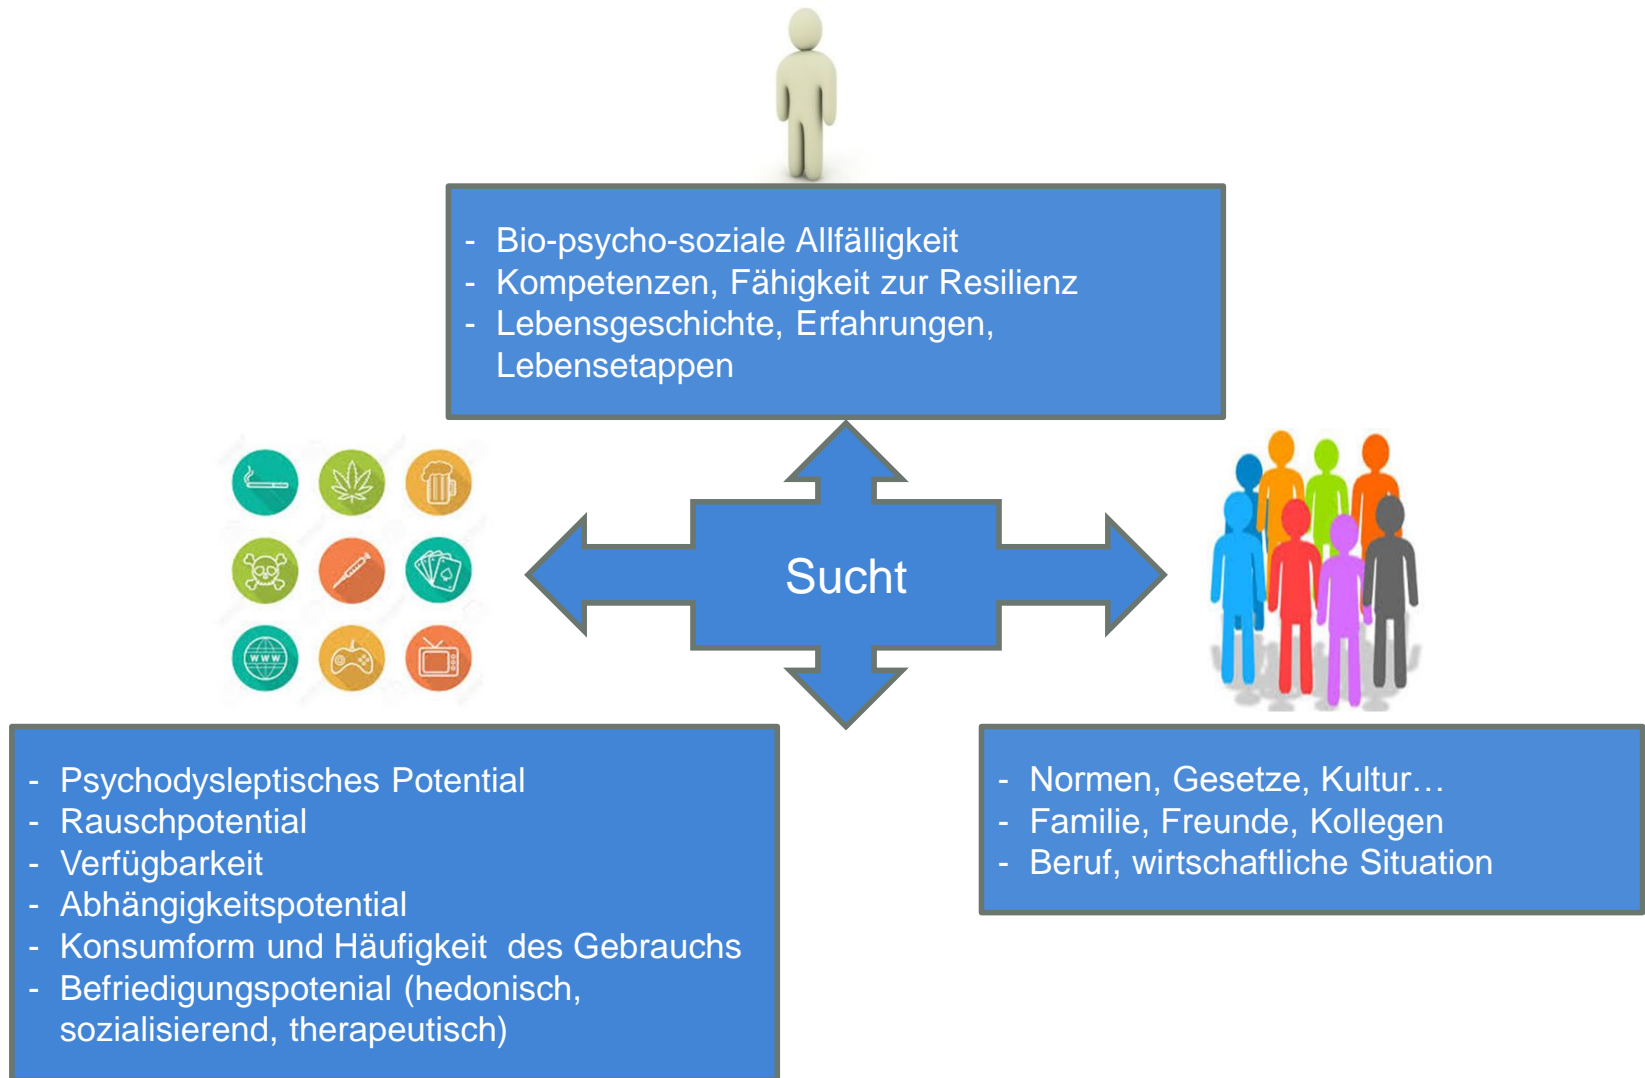 - Bio-psycho-soziale Allfälligkeit
- Kompetenzen, Fähigkeit zur Resilienz
- Lebensgeschichte, Erfahrungen,
Lebensetappen
Sucht
www
- Psychodysleptisches Potential
- Rauschpotential
- Verfügbarkeit
- Abhängigkeitspotential
- Konsumform und Häufigkeit  des Gebrauchs
- Befriedigungspotenial (hedonisch,
sozialisierend, therapeutisch)
- Normen, Gesetze, Kultur…
- Familie, Freunde, Kollegen
- Beruf, wirtschaftliche Situation